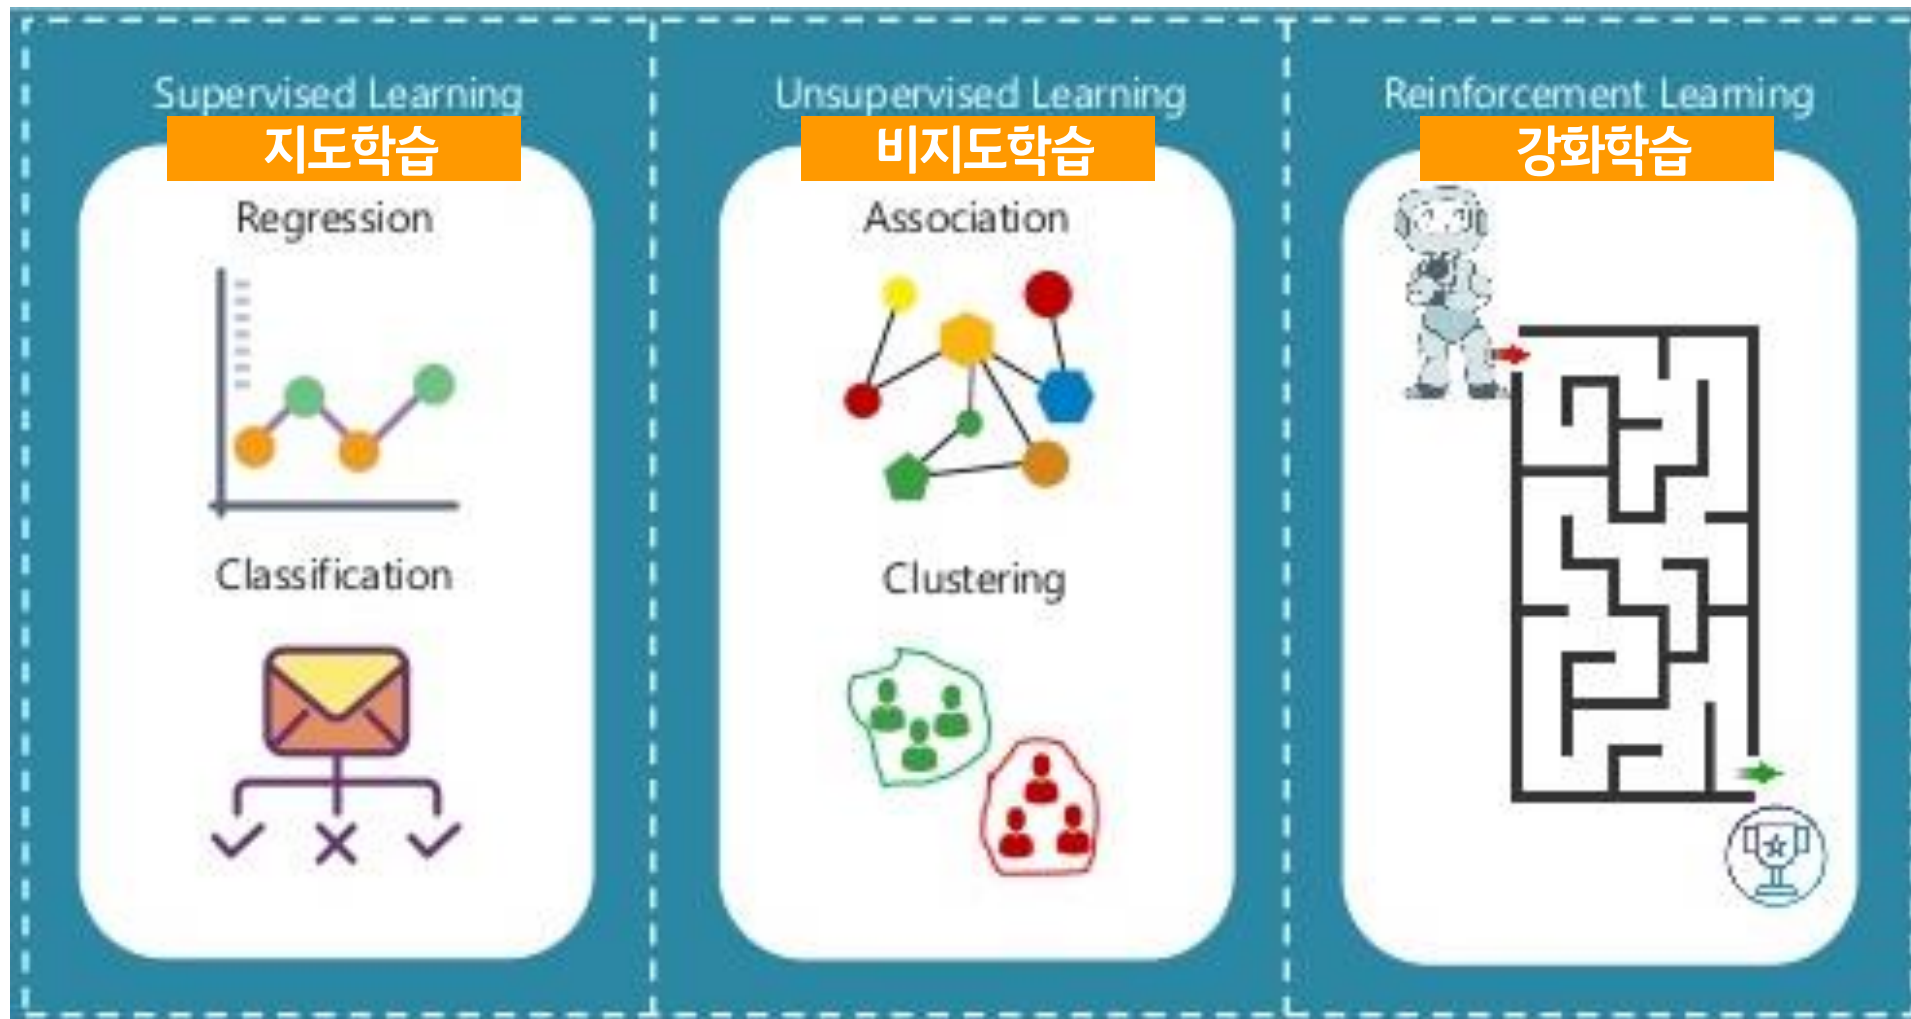 Supervised Learning
지도학습
Regression
Classification
Unsupervised Learning
비지도학습
Association
Clustering
Reinforcement Learning
강화학습